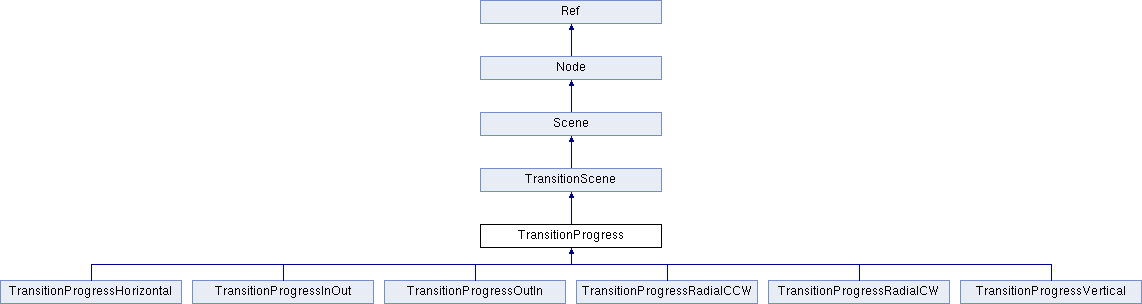 Ref
Node
Scene
TransitionScene
TransitionProgress
TransitionProgressHorizontal
TransitionProgressInOut
TransitionProgressOutIn
TransitionProgressRadialCCW
TransitionProgressRadialCW
TransitionProgressVertical